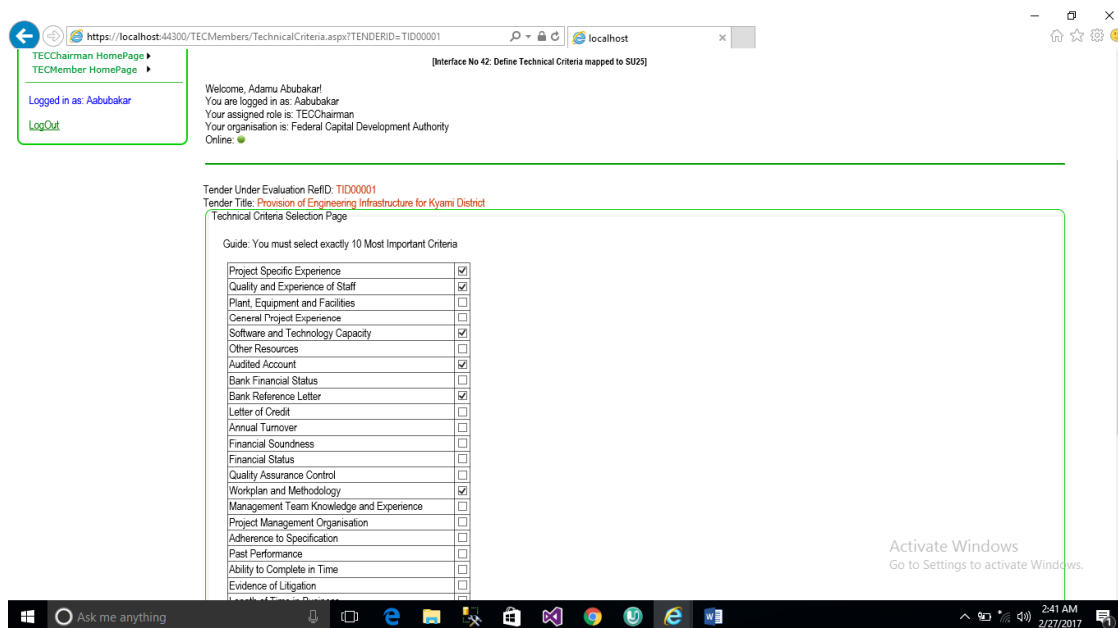 https://localhost:44300/TECMembers/TechnicalCriteria.aspx?TENDERID=TID00001
localhost
TECChairman HomePage
TECMember HomePage
Logged in as: Aabubakar
LogOut
[Interface No 42: Define Technical Criteria mapped to SU25]
Welcome, Adamu Abubakar!
You are logged in as: Aabubakar
Your assigned role is: TECChairman
Your organisation is: Federal Capital Development Authority
Online:
Tender Under Evaluation RefID: TID00001
Tender Title: Provision of Engineering Infrastructure for Kyami District
Technical Criteria Selection Page
Guide: You must select exactly 10 Most Important Criteria
Project Specific Experience
Quality and Experience of Staff
Plant, Equipment and Facilities
General Project Experience
Software and Technology Capacity
Other Resources
Audited Account
Bank Financial Status
Bank Reference Letter
Letter of Credit
Annual Turnover
Financial Soundness
Financial Status
Quality Assurance Control
Workplan and Methodology
Management Team Knowledge and Experience
Project Management Organisation
Adherence to Specification
Past Performance
Ability to Complete in Time
Evidence of Litigation
Length of Time in Business
Activate Windows
Go to Settings to activate Windows.
Ask me anything
2:41 AM
2/27/2017